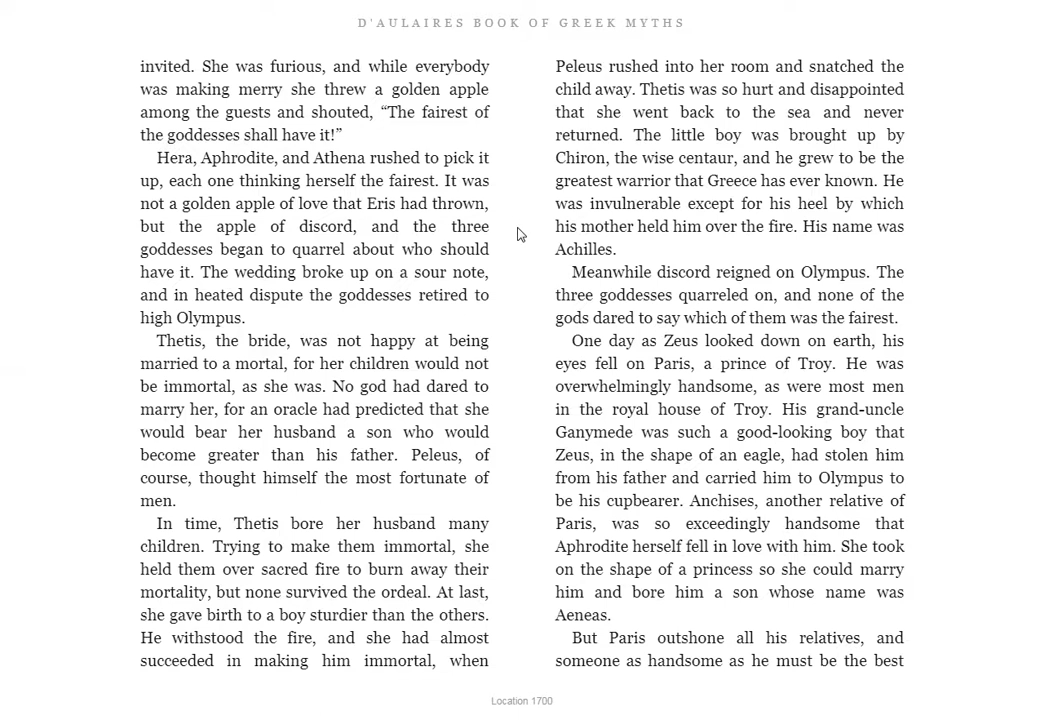 D'AULAIRES BOOK OF GREEK MYTHS
invited. She was furious, and while everybody
was making merry she threw a golden apple
among the guests and shouted, “The fairest of
the goddesses shall have it!”
Hera, Aphrodite, and Athena rushed to pick it
up, each one thinking herself the fairest. It was
not a golden apple of love that Eris had thrown,
but the apple of discord, and the three
goddesses began to quarrel about who should
have it. The wedding broke up on a sour note,
and in heated dispute the goddesses retired to
high Olympus.
Thetis, the bride, was not happy at being
married to a mortal, for her children would not
be immortal, as she was. No god had dared to
marry her, for an oracle had predicted that she
would bear her husband a son who would
become greater than his father. Peleus, of
course, thought himself the most fortunate of
men.
In time, Thetis bore her husband many
children. Trying to make them immortal, she
held them over sacred fire to burn away their
mortality, but none survived the ordeal. At last,
she gave birth to a boy sturdier than the others.
He withstood the fire, and she had almost
succeeded in making him immortal, when
Peleus rushed into her room and snatched the
child away. Thetis was so hurt and disappointed
that she went back to the sea and never
returned. The little boy was brought up by
Chiron, the wise centaur, and he grew to be the
greatest warrior that Greece has ever known. He
was invulnerable except for his heel by which
his mother held him over the fire. His name was
Achilles.
Meanwhile discord reigned on Olympus. The
three goddesses quarreled on, and none of the
gods dared to say which of them was the fairest.
One day as Zeus looked down on earth, his
eyes fell on Paris, a prince of Troy. He was
overwhelmingly handsome, as were most men
in the royal house of Troy. His grand-uncle
Ganymede was such a good-looking boy that
Zeus, in the shape of an eagle, had stolen him
from his father and carried him to Olympus to
be his cupbearer. Anchises, another relative of
Paris, was so exceedingly handsome that
Aphrodite herself fell in love with him. She took
on the shape of a princess so she could marry
him and bore him a son whose name was
Aeneas.
But Paris outshone all his relatives, and
someone as handsome as he must be the best
Location 1700